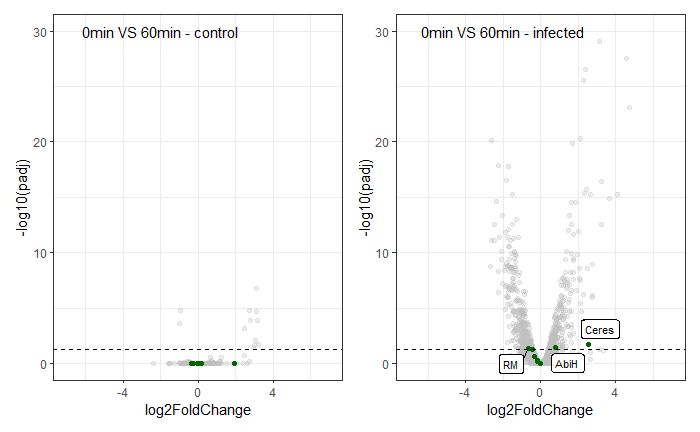 0min VS 60min - control
30
20
10
0
-log10(padj)
-4
0
4
log2FoldChange
0min VS 60min - infected
30
20
10
0
-log10(padj)
Ceres
RM
AbiH
-4
0
4
log2FoldChange